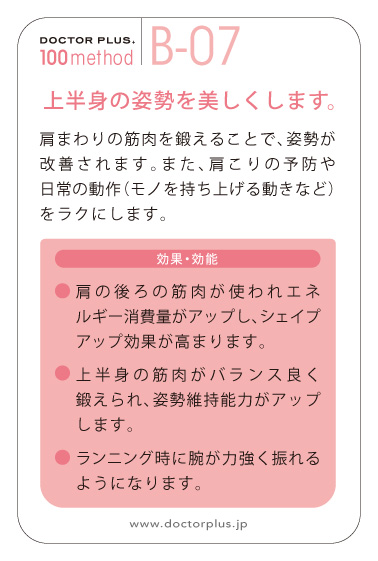 DOCTOR PLUS.
100method
B-07
上半身の姿勢を美しくします。
肩まわりの筋肉を鍛えることで、姿勢が
改善されます。また、肩こりの予防や
日常の動作（モノを持ち上げる動きなど）
をラクにします。
効果・効能
● 肩の後ろの筋肉が使われエネ
ルギー消費量がアップし、シェイプ
アップ効果が高まります。
● 上半身の筋肉がバランス良く
鍛えられ、姿勢維持能力がアップ
します。
● ランニング時に腕が力強く振れる
ようになります。
www.doctorplus.jp